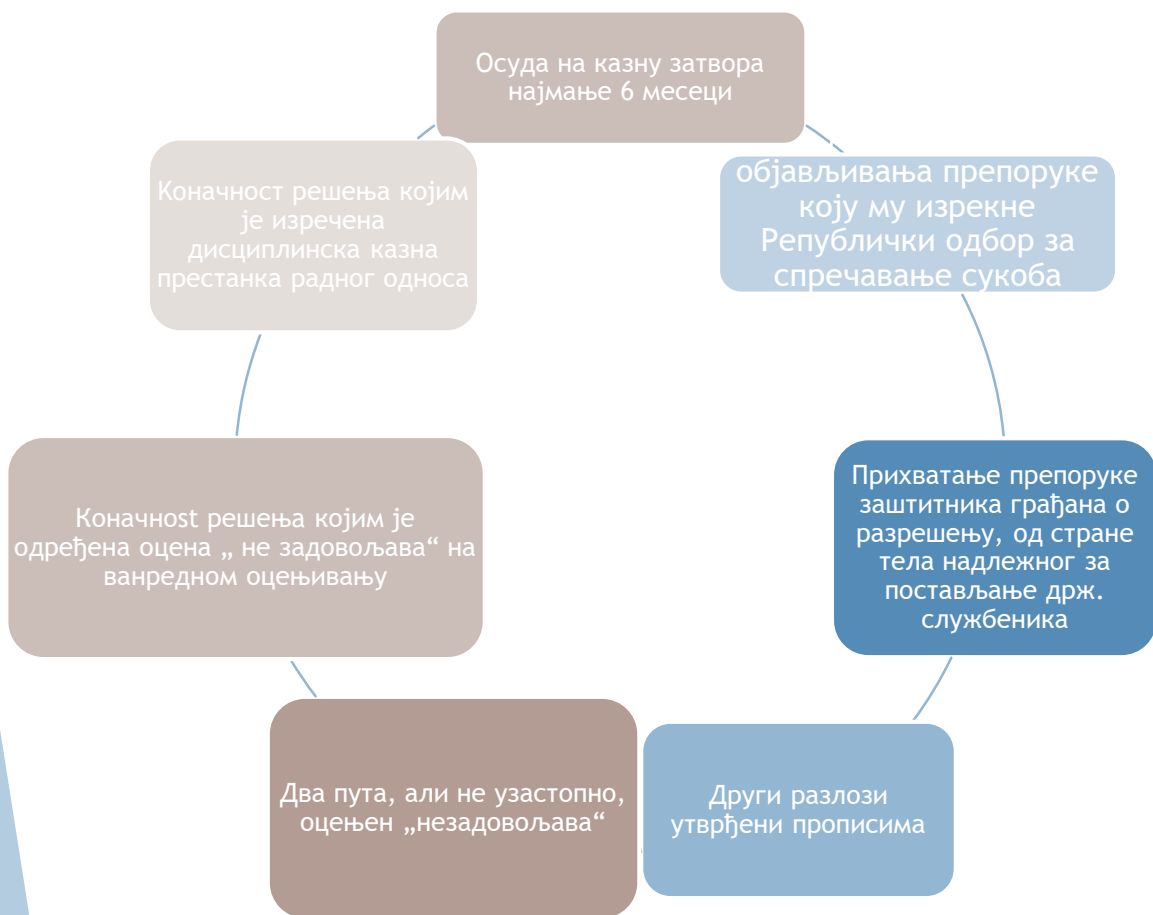 Осуда на казну затвора
најмање 6 месеци
објављивања препоруке
коју му изрекне
Републички одбор за
спречавање сукоба
Прихватање препоруке
заштитника грађана о
разрешењу, од стране
тела надлежног за
постављање држ.
службеника
Други разлози
утврђени прописима
Два пута, али не узастопно,
оцењен „незадовољава“
Коначноst решења којим је
одређена оцена „ не задовољава“ на
ванредном оцењивању
Коначност решења којим
је изречена
дисциплинска казна
престанка радног односа